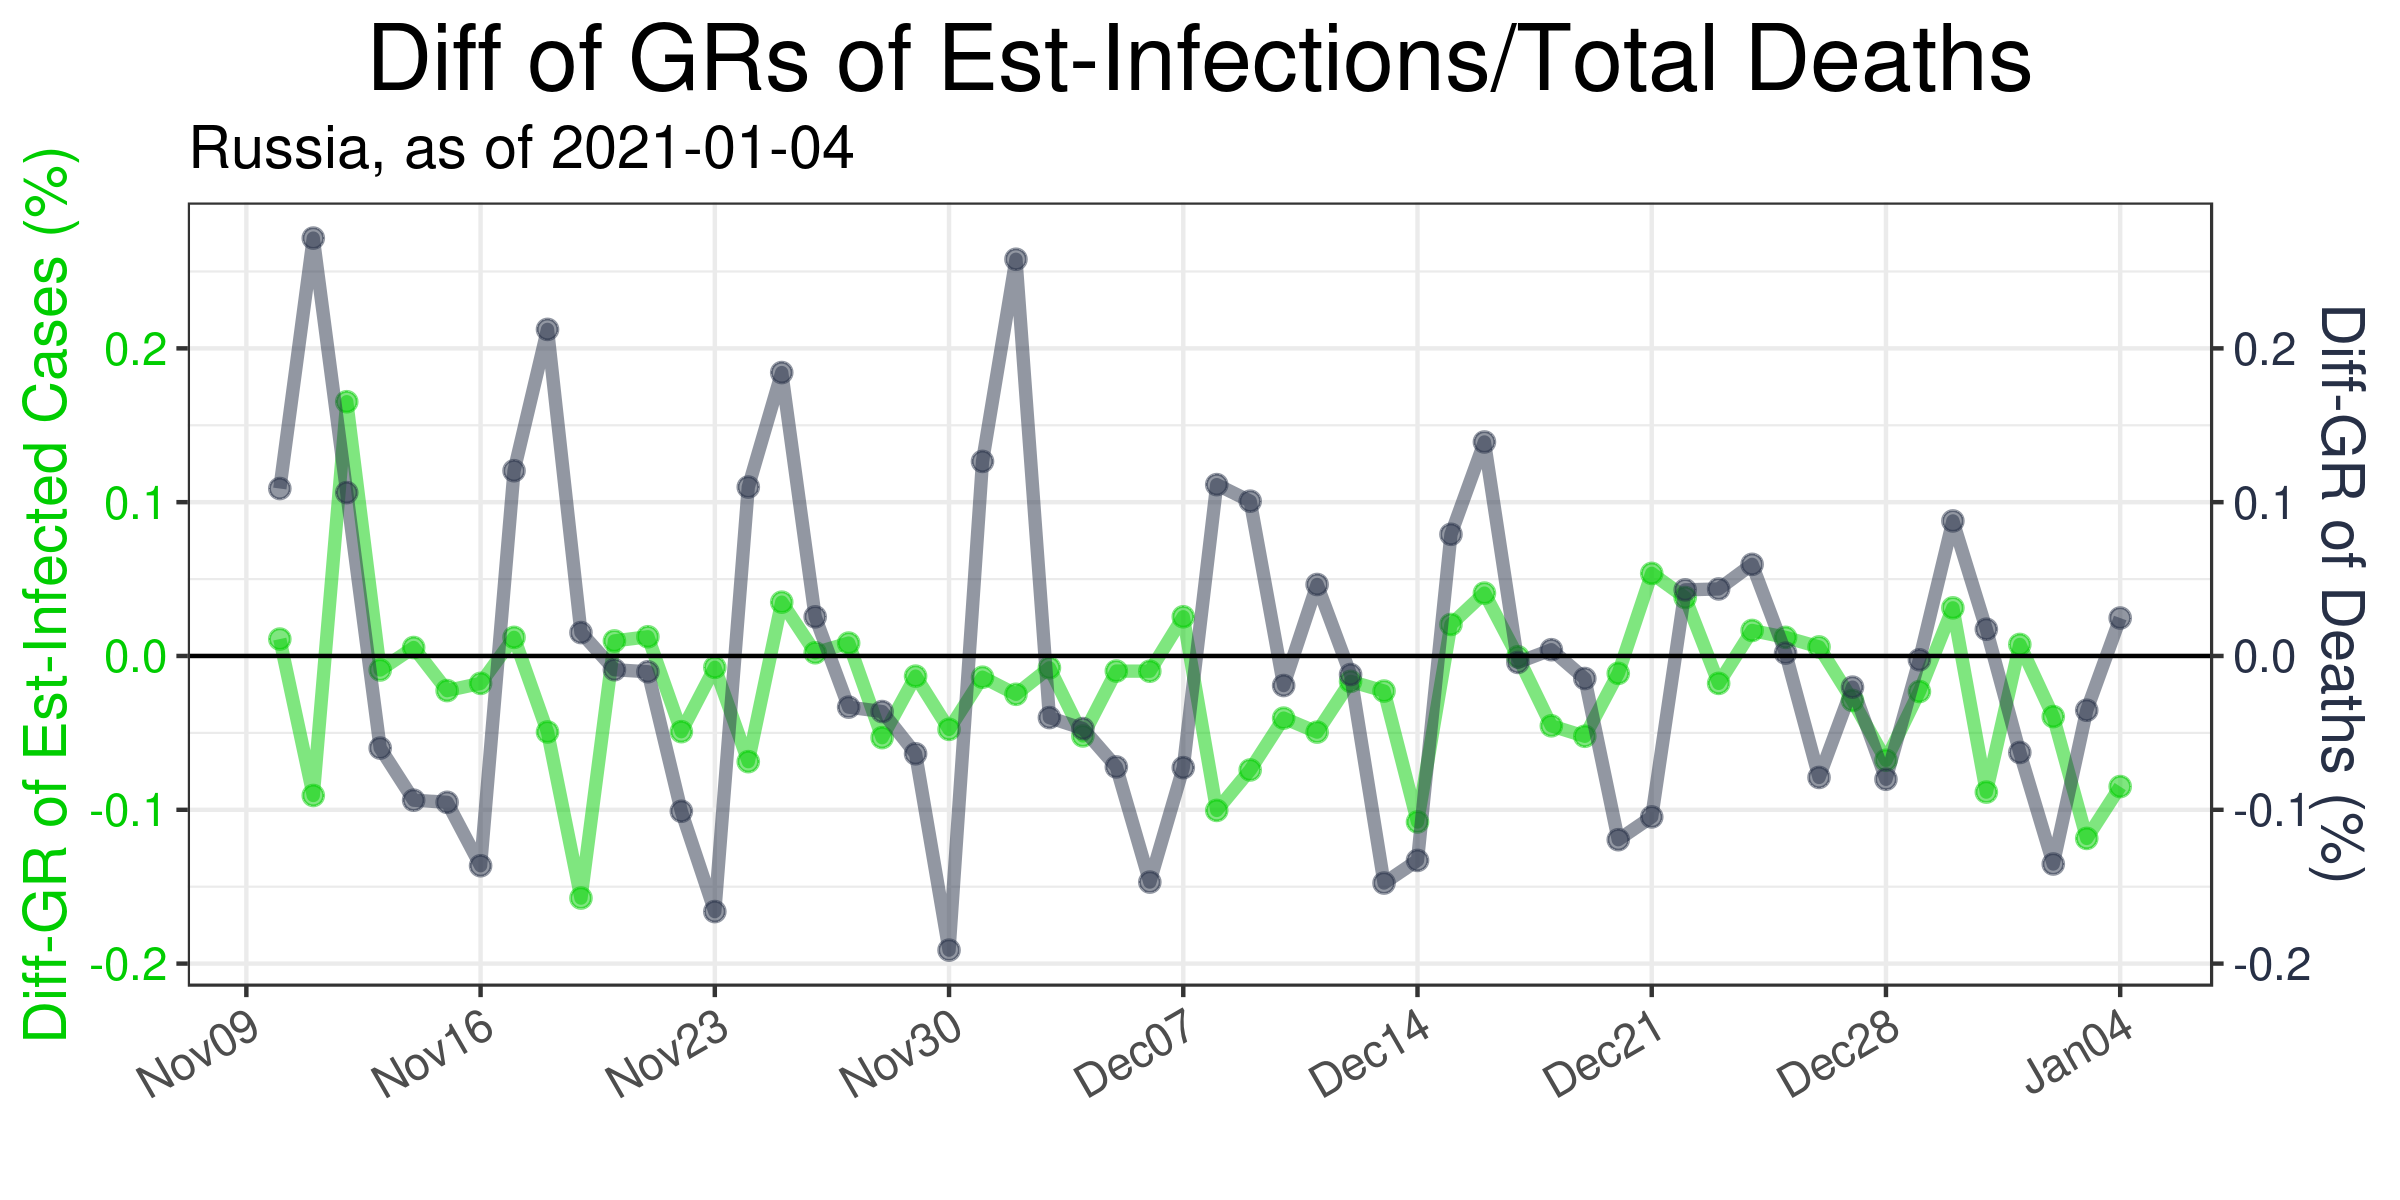 Diff of GRs of Est-Infections/Total Deaths
Russia, as of 2021-01-04
Diff-GR of Est-Infected Cases (%)
0.2
0.1
0.0
-0.1
-0.2
0.2
0.1
0.0
-0.1
-0.2
Diff-GR of Deaths (%)
Nov09
Nov16
Nov23
Nov30
Dec07
Dec14
Dec21
Dec28
Jan04